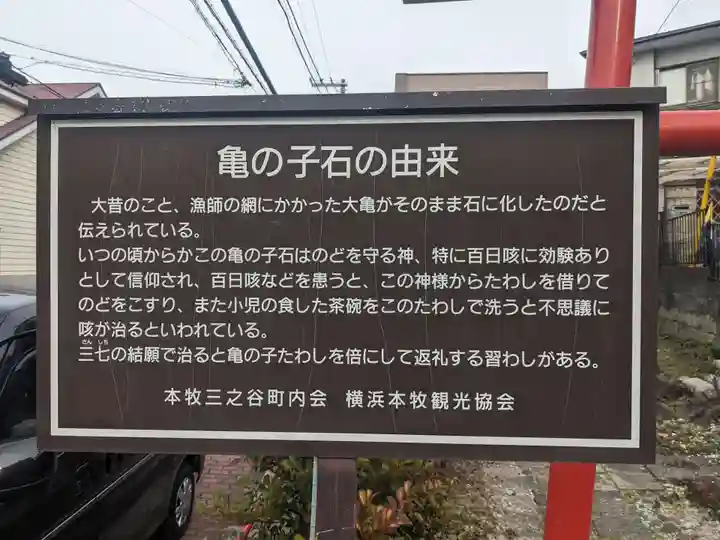 亀の子石の由来
大昔のこと、漁師の網にかかった大亀がそのまま石に化したのだと
伝えられている。
いつの頃からかこの亀の子石はのどを守る神、特に百日咳に効験あり
として信仰され、百日咳などを患うと、この神様からたわしを借りて
のどをこすり、また小児の食した茶碗をこのたわしで洗うと不思議に
咳が治るといわれている。
さん しち
三七の結願で治ると亀の子たわしを倍にして返礼する習わしがある。
本牧三之谷町内会 横浜本牧観光協会